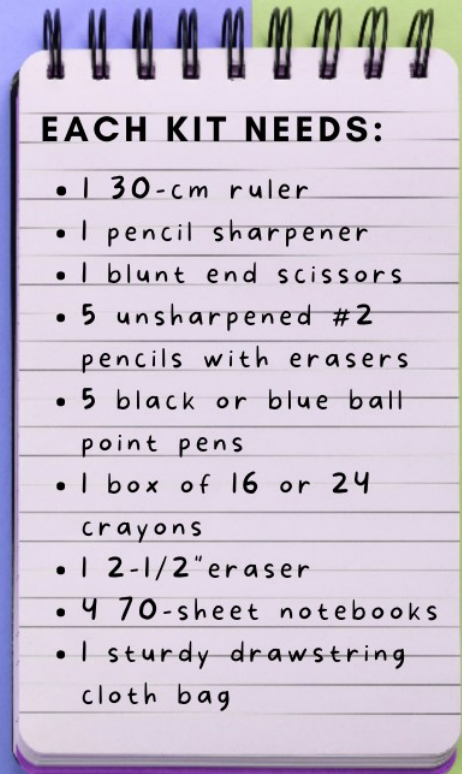 EACH KIT NEEDS:
• 1 30-cm ruler
• 1 pencil sharpener
• 1 blunt end scissors
• 5 unsharpened #2
pencils with erasers
• 5 black or blue ball
point pens
• 1 box of 16 or 24
crayons
• 1 2-1/2"eraser
• 4 70-sheet notebooks
• 1 sturdy drawstring
cloth bag